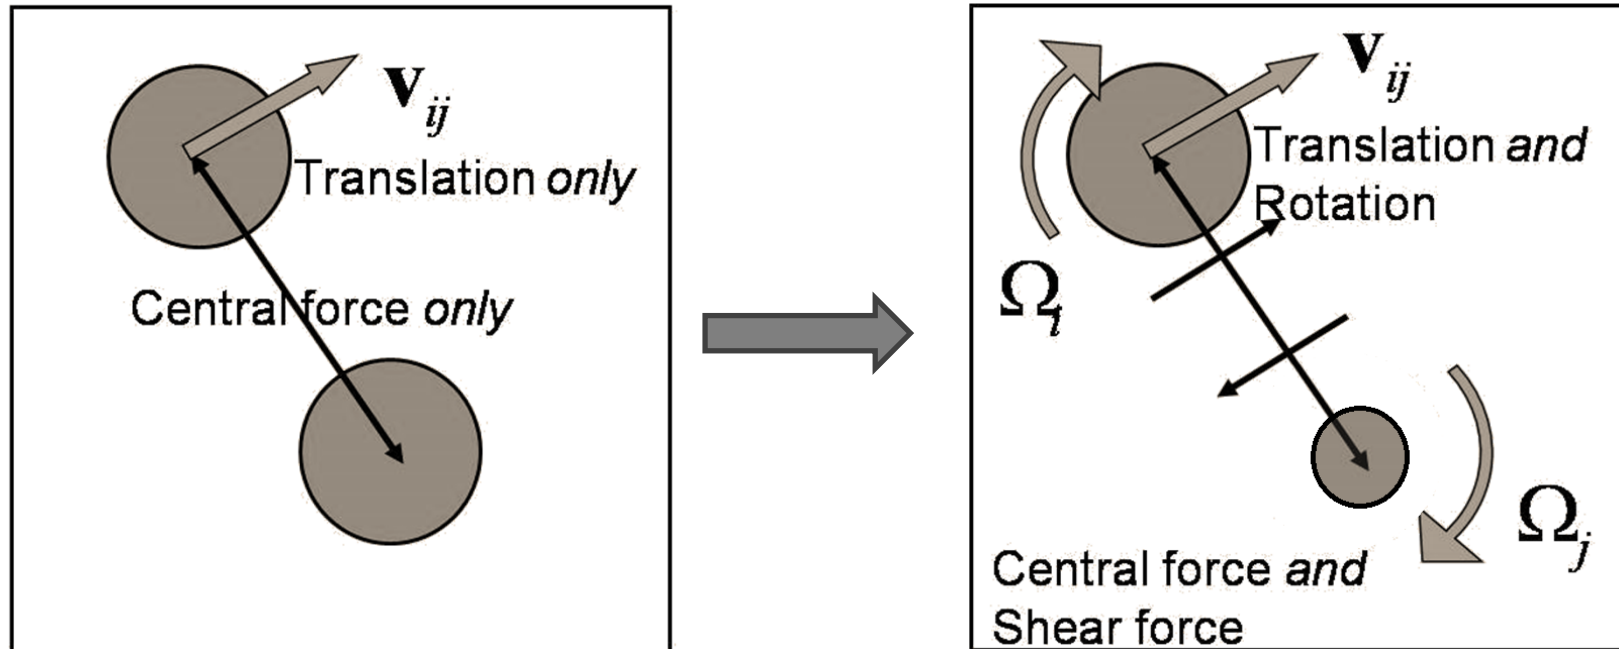 v_ij
Translation only
Central force only
v_ij
Translation and
Rotation
Ω_i
Ω_j
Central force and
Shear force